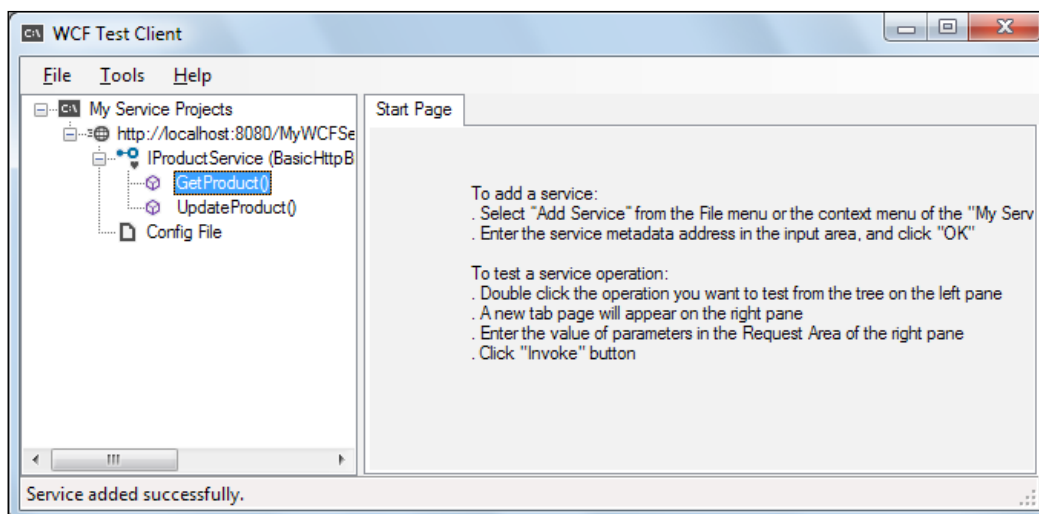 WCF Test Client
File Tools Help
My Service Projects
http://localhost:8080/MyWCFSe
IProductService (BasicHttpB
GetProduct()
UpdateProduct()
Config File
Start Page
To add a service:
. Select "Add Service" from the File menu or the context menu of the "My Serv
. Enter the service metadata address in the input area, and click "OK"
To test a service operation:
. Double click the operation you want to test from the tree on the left pane
. A new tab page will appear on the right pane
. Enter the value of parameters in the Request Area of the right pane
. Click "Invoke" button
Service added successfully.